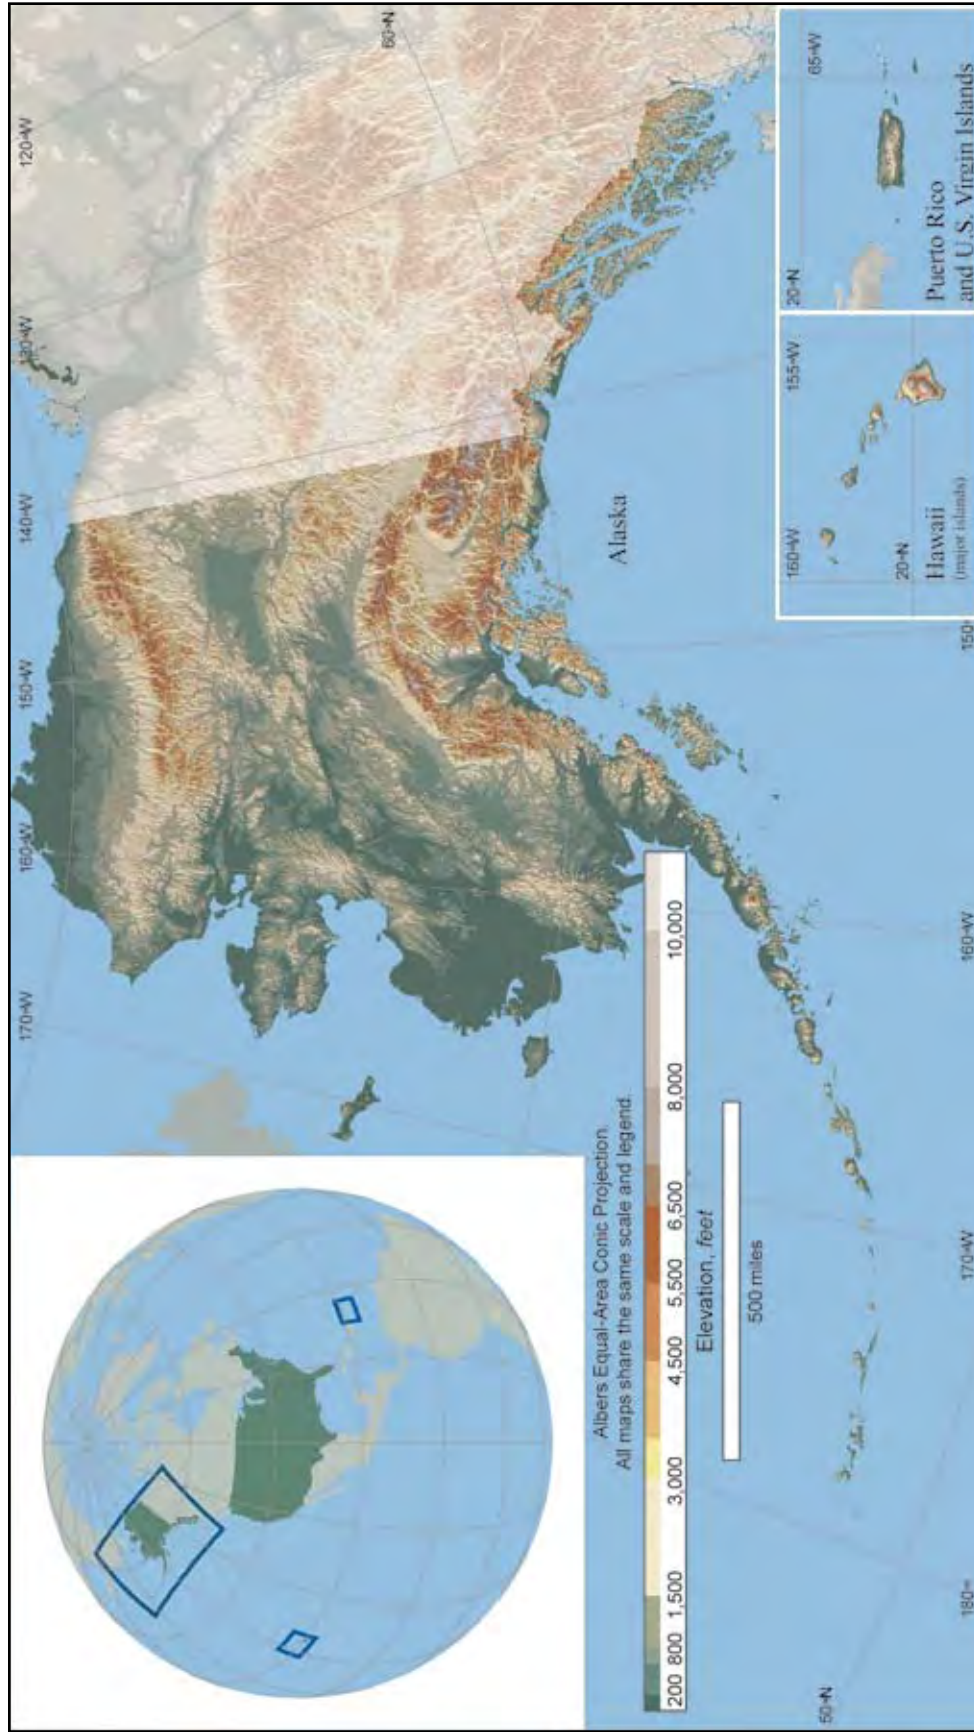 170°W
160°W
150°W
140°W
130°W
120°W
60°N
Albers Equal-Area Conic Projection.
All maps share the same scale and legend.
200 800 1,500 3,000 4,500 5,500 6,500 8,000 10,000
Elevation, feet
500 miles
Alaska
50°N
180°
170°W
160°W
150°
160°W
155°W
20°N
Hawaii
(major islands)
20°N
65°W
Puerto Rico
and U.S. Virgin Islands